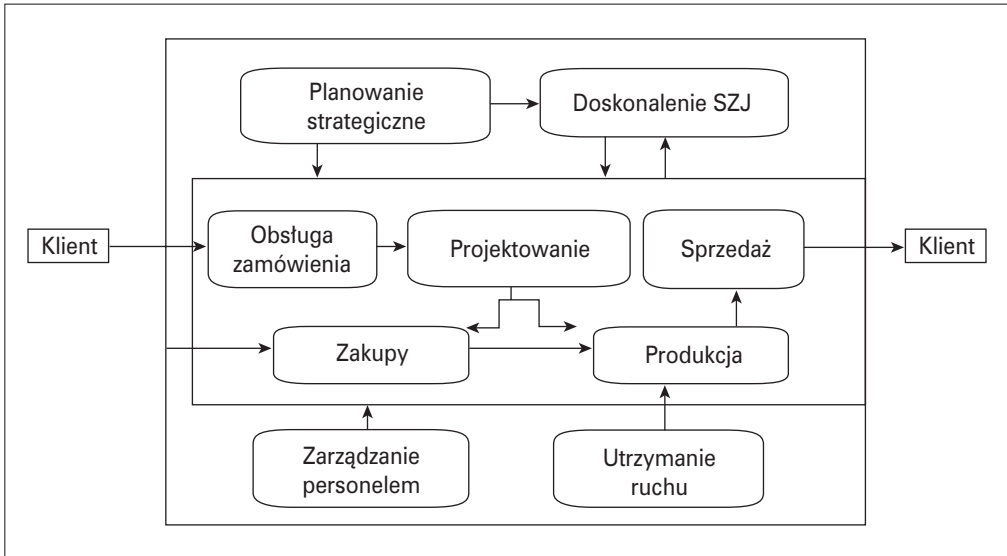 Planowanie
strategiczne
Doskonalenie SZJ
Klient
Obsługa
zamówienia
Projektowanie
Sprzedaż
Klient
Zakupy
Produkcja
Zarządzanie
personelem
Utrzymanie
ruchu